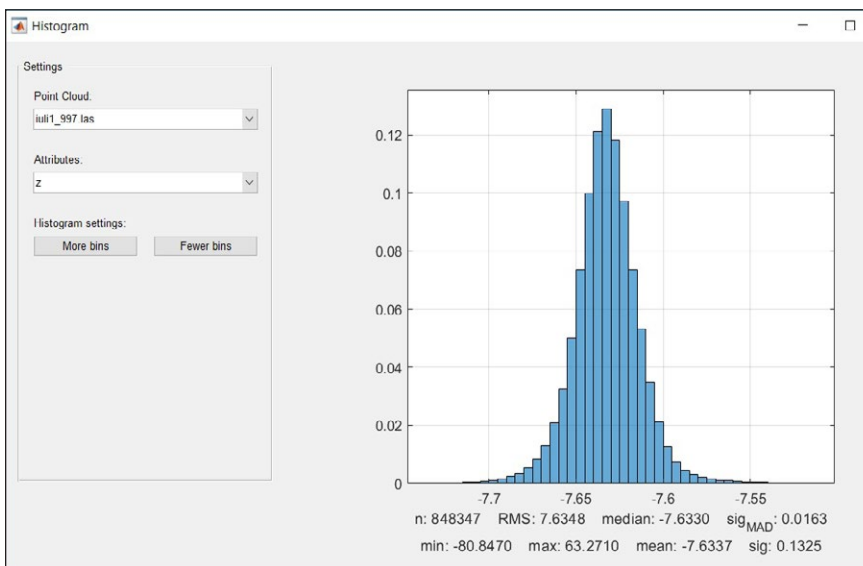 Histogram
Settings
Point Cloud.
iuli1_997 las
Attributes.
z
Histogram settings:
More bins Fewer bins
0.12
0.1
0.08
0.06
0.04
0.02
0
-7.7 -7.65 -7.6 -7.55
n: 848347 RMS: 7.6348 median: -7.6330 sigMAD: 0.0163
min: -80.8470 max: 63.2710 mean: -7.6337 sig: 0.1325